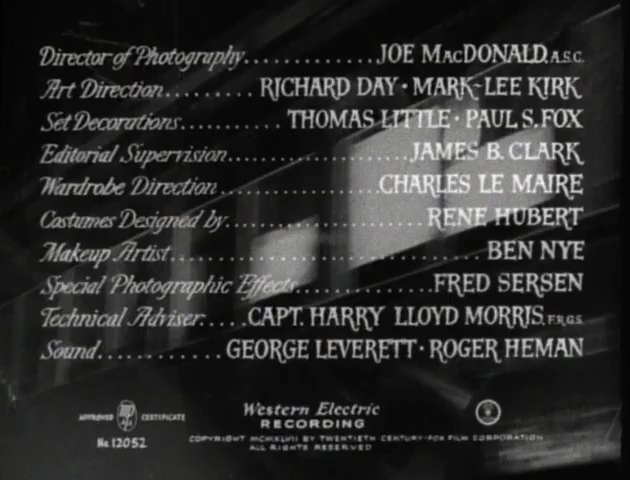 Director of Photography.............JOE MacDONALD, A.S.C.
Art Direction.........RICHARD DAY · MARK-LEE KIRK
Set Decorations..........THOMAS LITTLE · PAUL S. FOX
Editorial Supervision..................JAMES B. CLARK
Wardrobe Direction................CHARLES LE MAIRE
Costumes Designed by....................RENE HUBERT
Makeup Artist...............................BEN NYE
Special Photographic Effects..............FRED SERSEN
Technical Adviser.....CAPT. HARRY LLOYD MORRIS, F.R.G.S.
Sound............GEORGE LEVERETT · ROGER HEMAN
APPROVED CERTIFICATE
No 12052
Western Electric
RECORDING
COPYRIGHT MCMXLVII BY TWENTIETH CENTURY-FOX FILM CORPORATION
ALL RIGHTS RESERVED